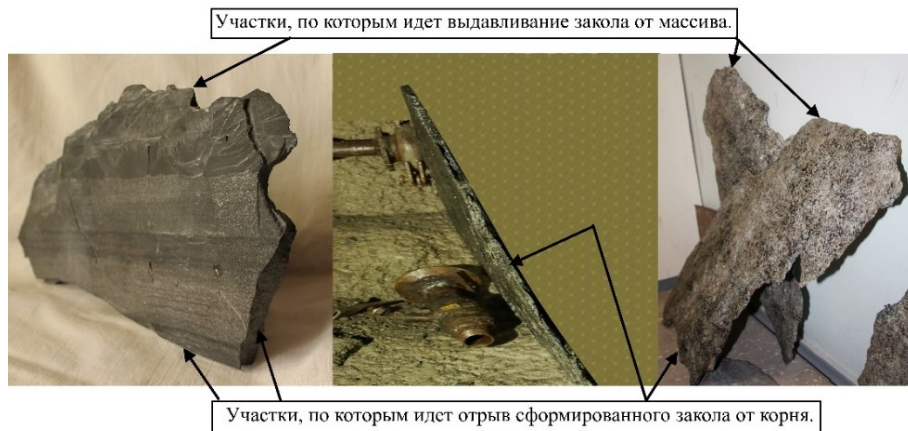 Участки, по которым идет выдавливание закола от массива.
Участки, по которым идет отрыв сформированного закола от корня.